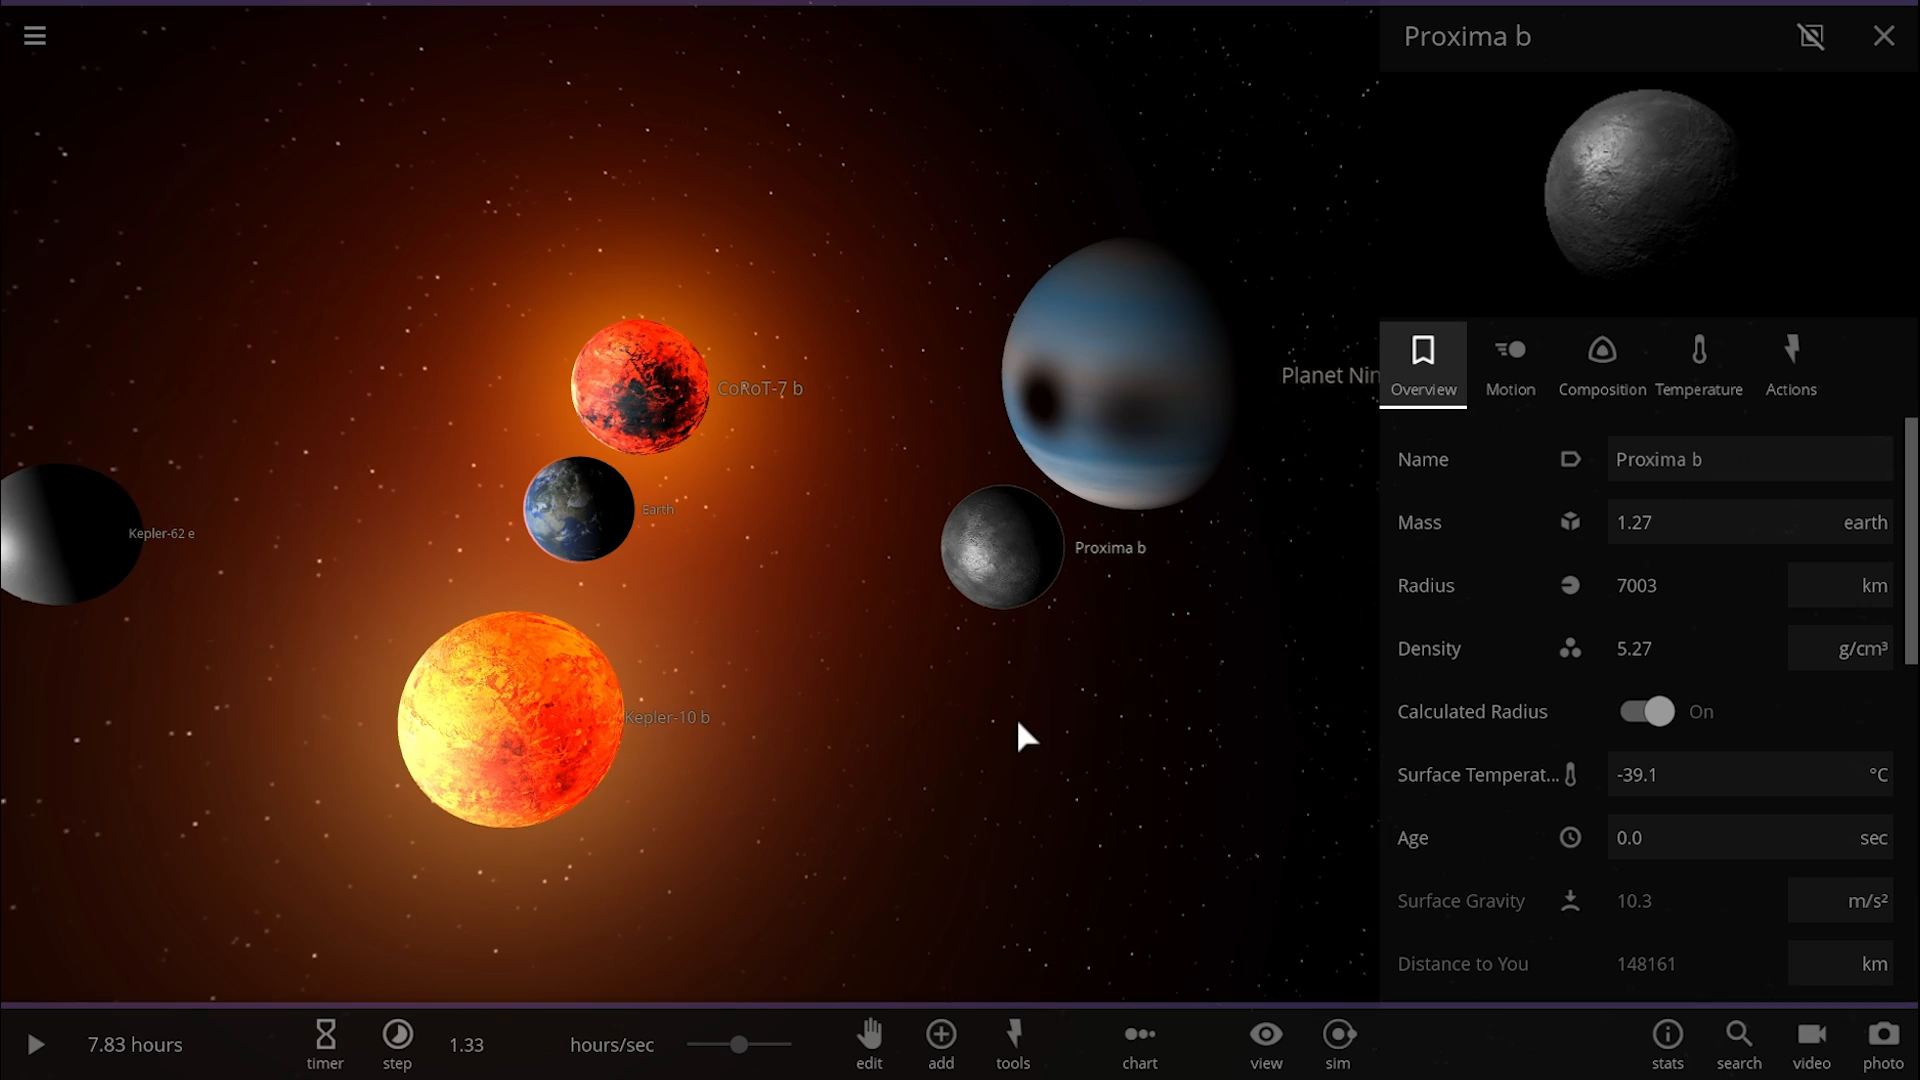 Proxima b
CoRoT-7 b
Planet Nin
Earth
Kepler-62 e
Proxima b
Kepler-10 b
Overview
Motion
Composition
Temperature
Actions
Name Proxima b
Mass 1.27 earth
Radius 7003 km
Density 5.27 g/cm³
Calculated Radius On
Surface Temperat... -39.1 °C
Age 0.0 sec
Surface Gravity 10.3 m/s²
Distance to You 148161 km
7.83 hours
timer
step
1.33
hours/sec
edit
add
tools
chart
view
sim
stats
search
video
photo